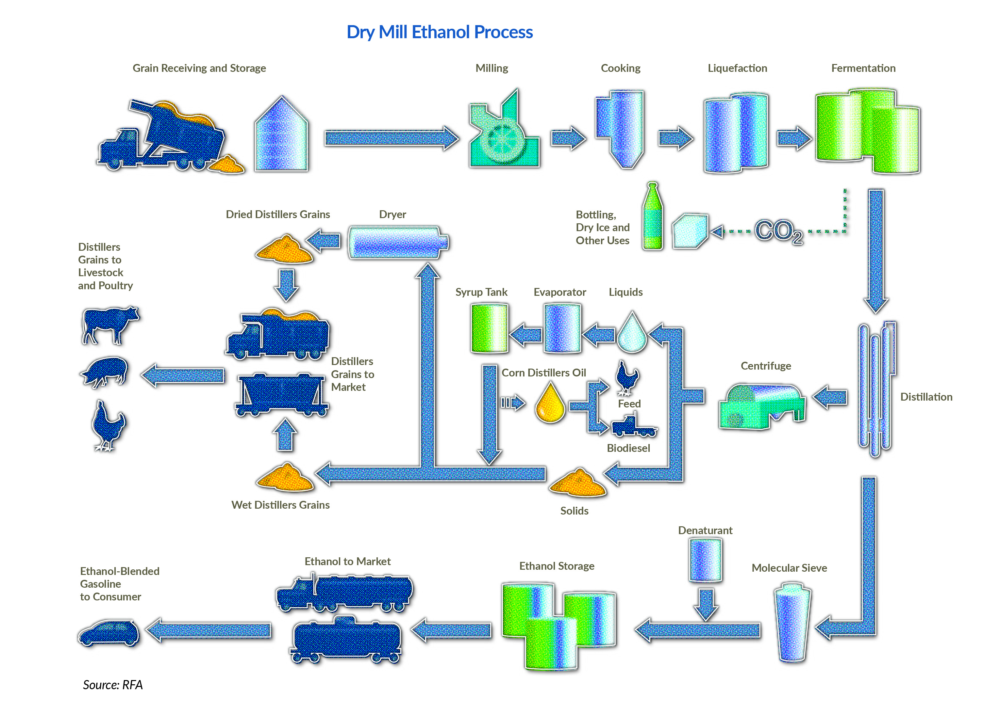 Dry Mill Ethanol Process
Grain Receiving and Storage
Milling
Cooking
Liquefaction
Fermentation
Bottling,
Dry Ice and
Other Uses
CO2
Dried Distillers Grains
Dryer
Distillers
Grains to
Livestock
and Poultry
Syrup Tank
Evaporator
Liquids
Distillers
Grains to
Market
Corn Distillers Oil
Feed
Biodiesel
Centrifuge
Distillation
Wet Distillers Grains
Solids
Denaturant
Molecular Sieve
Ethanol Storage
Ethanol to Market
Ethanol-Blended
Gasoline
to Consumer
Source: RFA